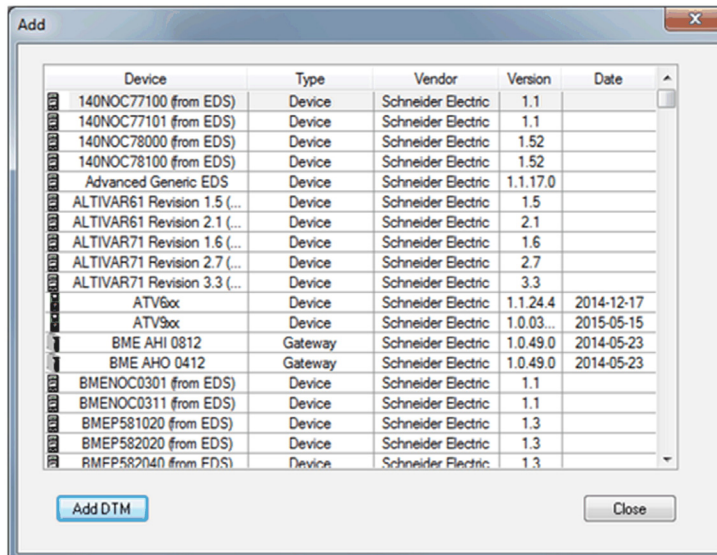 Add
Device Type Vendor Version Date
140NOC77100 (from EDS) Device Schneider Electric 1.1
140NOC77101 (from EDS) Device Schneider Electric 1.1
140NOC78000 (from EDS) Device Schneider Electric 1.52
140NOC78100 (from EDS) Device Schneider Electric 1.52
Advanced Generic EDS Device Schneider Electric 1.1.17.0
ALTIVAR61 Revision 1.5 (... Device Schneider Electric 1.5
ALTIVAR61 Revision 2.1 (... Device Schneider Electric 2.1
ALTIVAR71 Revision 1.6 (... Device Schneider Electric 1.6
ALTIVAR71 Revision 2.7 (... Device Schneider Electric 2.7
ALTIVAR71 Revision 3.3 (... Device Schneider Electric 3.3
ATV6xx Device Schneider Electric 1.1.24.4 2014-12-17
ATV9xx Device Schneider Electric 1.0.03... 2015-05-15
BME AHI 0812 Gateway Schneider Electric 1.0.49.0 2014-05-23
BME AHO 0412 Gateway Schneider Electric 1.0.49.0 2014-05-23
BMENOC0301 (from EDS) Device Schneider Electric 1.1
BMENOC0311 (from EDS) Device Schneider Electric 1.1
BMEP581020 (from EDS) Device Schneider Electric 1.3
BMEP582020 (from EDS) Device Schneider Electric 1.3
BMEP582040 (from EDS) Device Schneider Electric 1.3
Add DTM Close